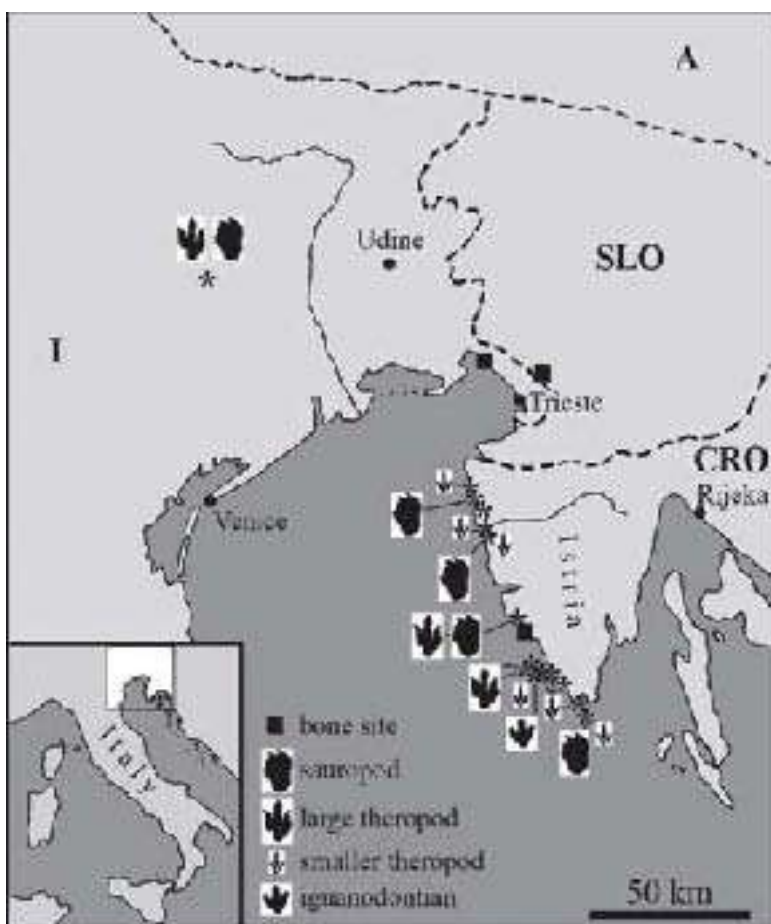 A
Udine
SLO
I
Trieste
CRO
Rijeka
Venice
Istria
Italy
bone site
sauropod
large theropod
smaller theropod
iguanodontian
50 km